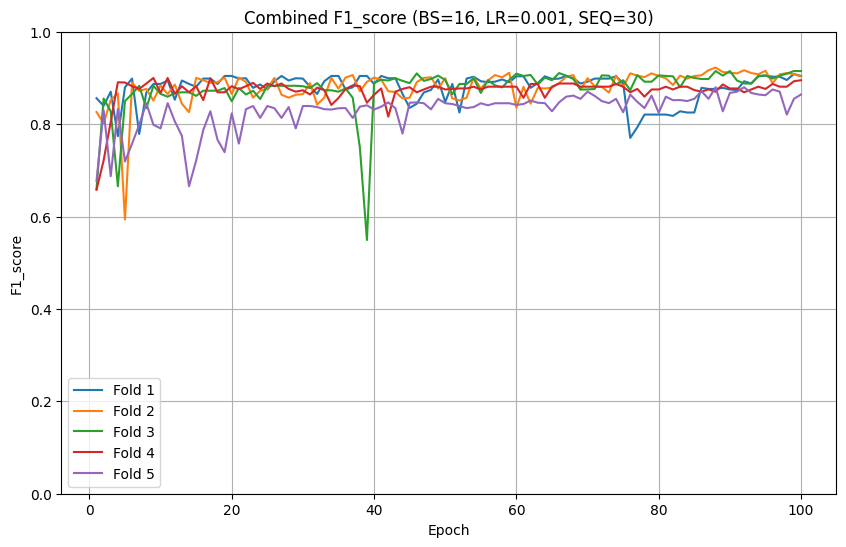 Combined F1_score (BS=16, LR=0.001, SEQ=30)
F1_score
1.0
0.8
0.6
0.4
0.2
0.0
Fold 1
Fold 2
Fold 3
Fold 4
Fold 5
0 20 40 60 80 100
Epoch